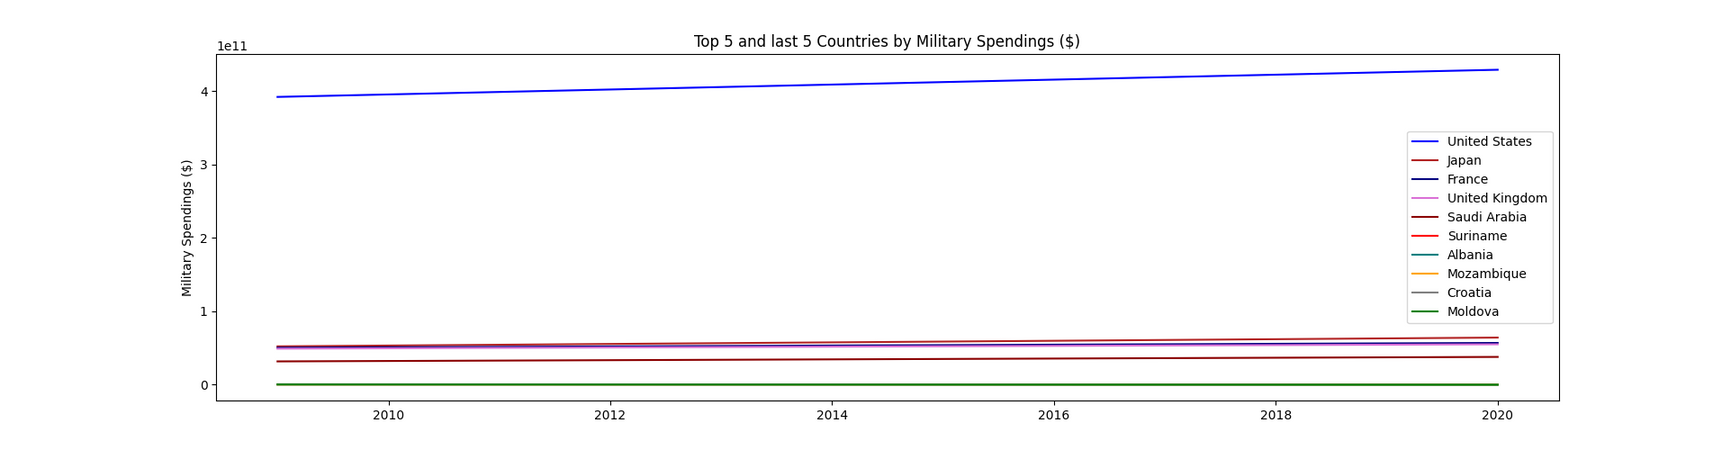 Top 5 and last 5 Countries by Military Spendings ($)
1e11
4
3
2
1
0
Military Spendings ($)
United States
Japan
France
United Kingdom
Saudi Arabia
Suriname
Albania
Mozambique
Croatia
Moldova
2010 2012 2014 2016 2018 2020